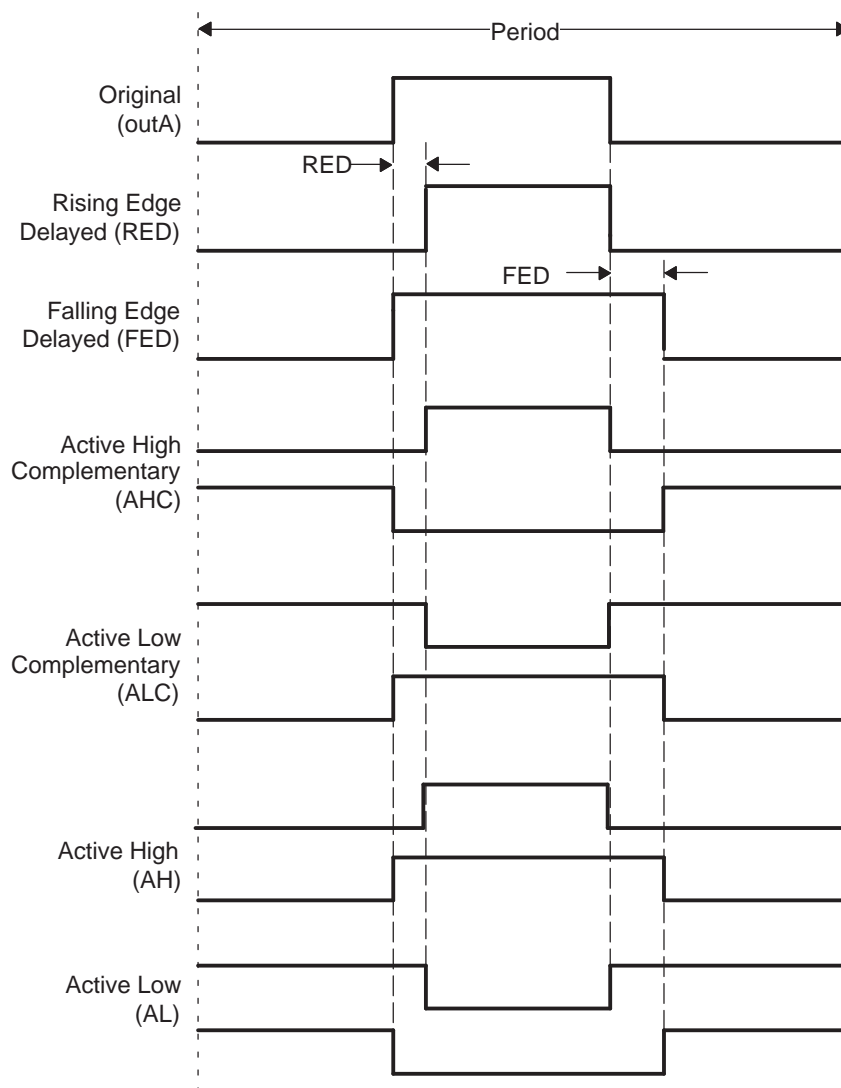 Period
Original
(outA)
RED
Rising Edge
Delayed (RED)
FED
Falling Edge
Delayed (FED)
Active High
Complementary
(AHC)
Active Low
Complementary
(ALC)
Active High
(AH)
Active Low
(AL)